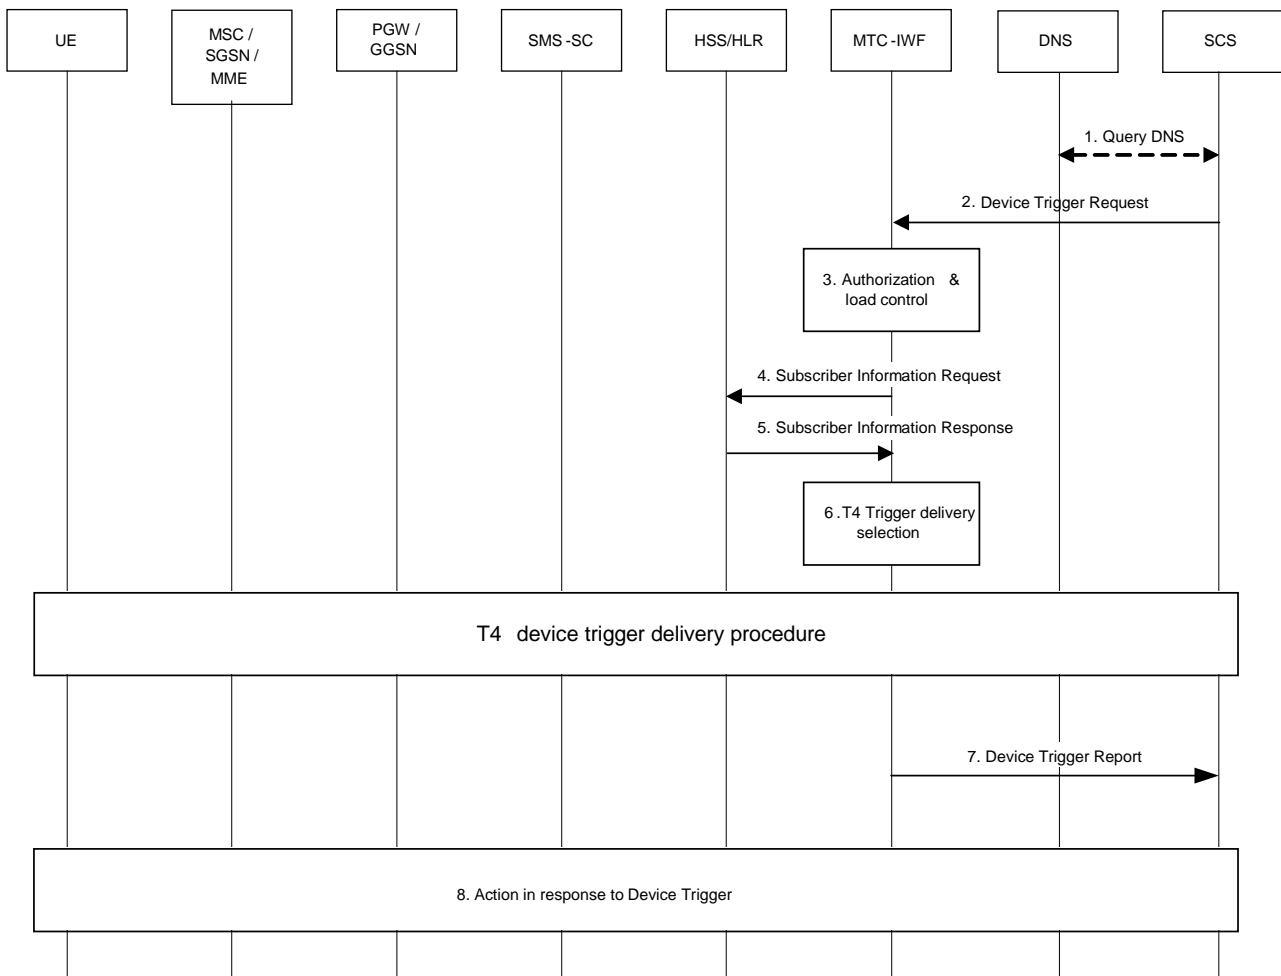 UE
MSC /
SGSN /
MME
PGW /
GGSN
SMS -SC
HSS/HLR
MTC -IWF
DNS
SCS
1. Query DNS
2. Device Trigger Request
3. Authorization &
load control
4. Subscriber Information Request
5. Subscriber Information Response
6 .T4 Trigger delivery
selection
T4 device trigger delivery procedure
7. Device Trigger Report
8. Action in response to Device Trigger